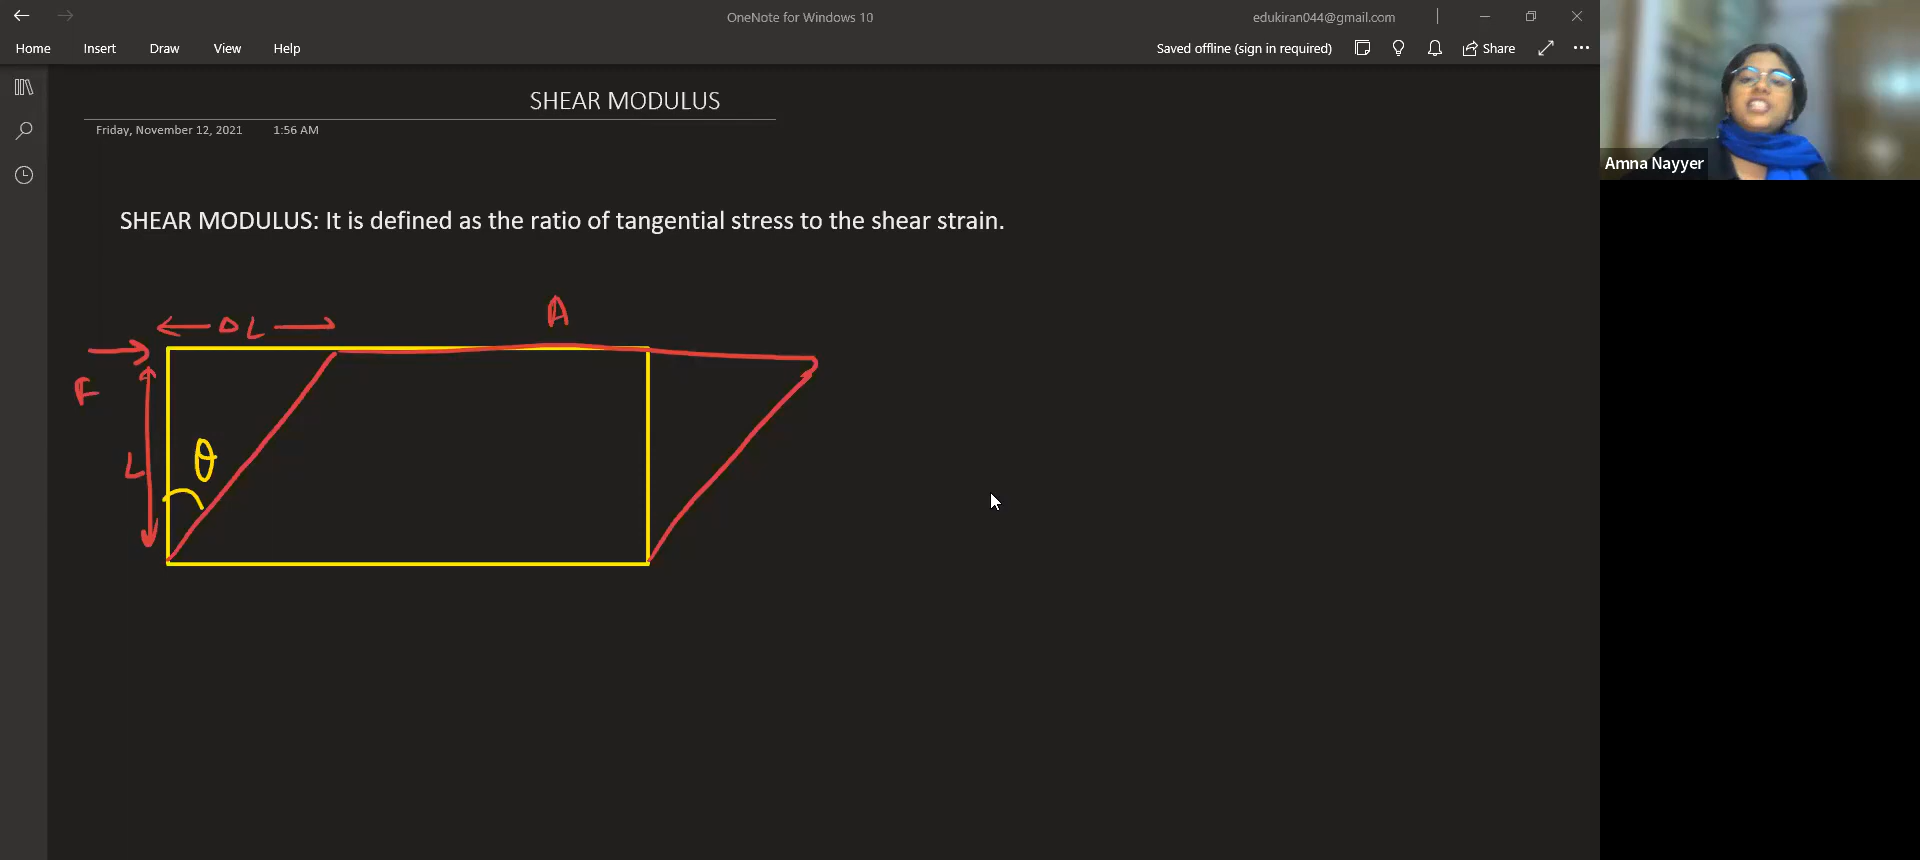 OneNote for Windows 10
edukiran044@gmail.com
Home Insert Draw View Help
Saved offline (sign in required) Share
SHEAR MODULUS
Friday, November 12, 2021 1:56 AM
Amna Nayyer
SHEAR MODULUS: It is defined as the ratio of tangential stress to the shear strain.
A
Δ L
F
θ
L